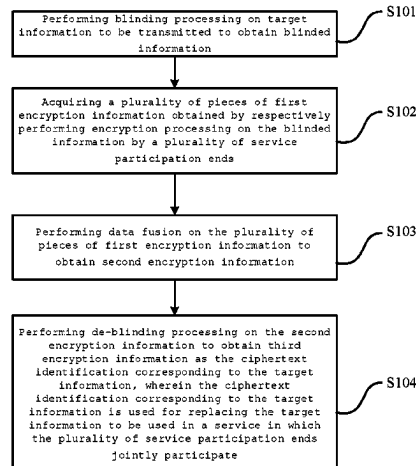 Performing blinding processing on target
information to be transmitted to obtain blinded
information
S101
Acquiring a plurality of pieces of first
encryption information obtained by respectively
performing encryption processing on the blinded
information by a plurality of service
participation ends
S102
Performing data fusion on the plurality of
pieces of first encryption information to
obtain second encryption information
S103
Performing de-blinding processing on the second
encryption information to obtain third
encryption information as the ciphertext
identification corresponding to the target
information, wherein the ciphertext
identification corresponding to the target
information is used for replacing the target
information to be used in a service in which
the plurality of service participation ends
jointly participate
S104